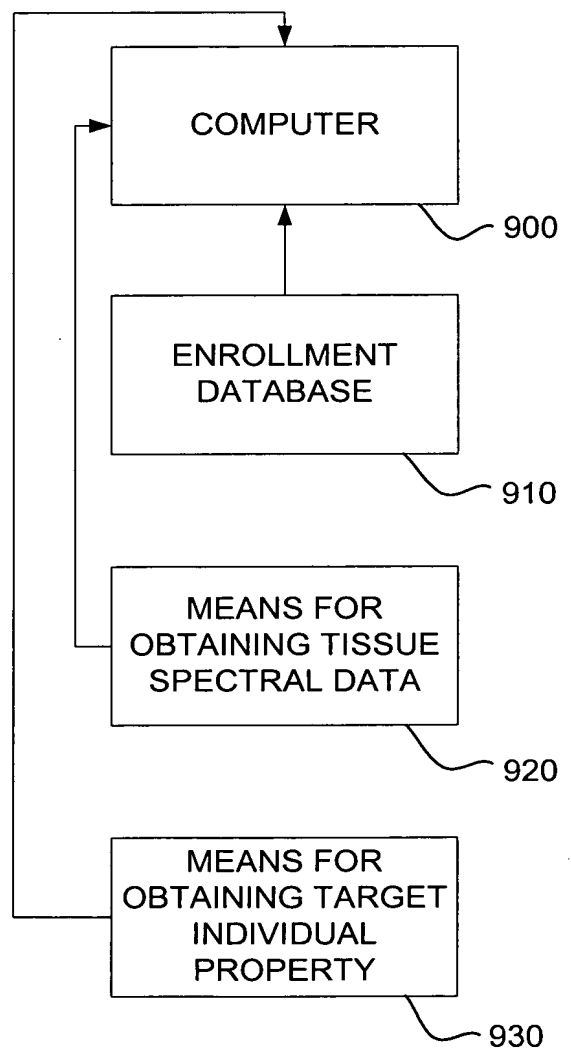 COMPUTER
900
ENROLLMENT
DATABASE
910
MEANS FOR
OBTAINING TISSUE
SPECTRAL DATA
920
MEANS FOR
OBTAINING TARGET
INDIVIDUAL
PROPERTY
930